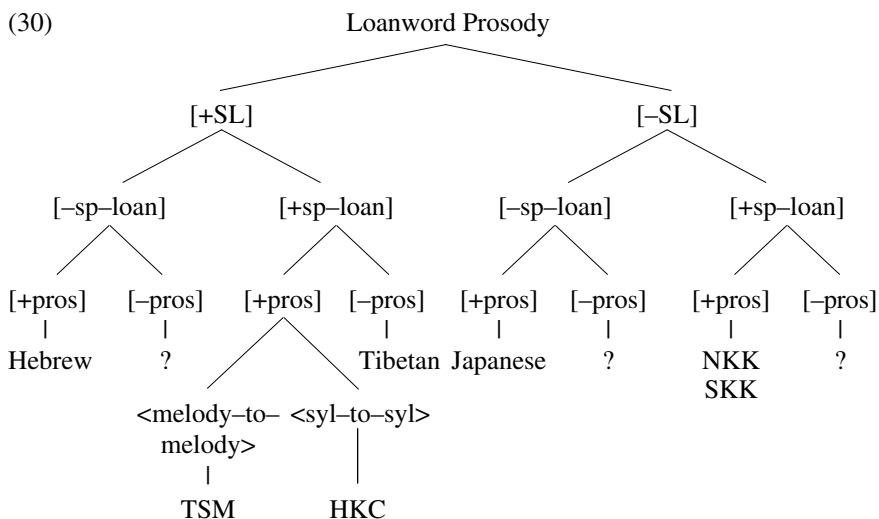 (30) Loanword Prosody
[+SL] [–SL]
[–sp–loan] [+sp–loan] [–sp–loan] [+sp–loan]
[+pros] [–pros] [+pros] [–pros] [+pros] [–pros] [+pros] [–pros]
Hebrew ? Tibetan Japanese ? NKK ?
SKK
<melody–to– <syl–to–syl>
melody>
TSM HKC